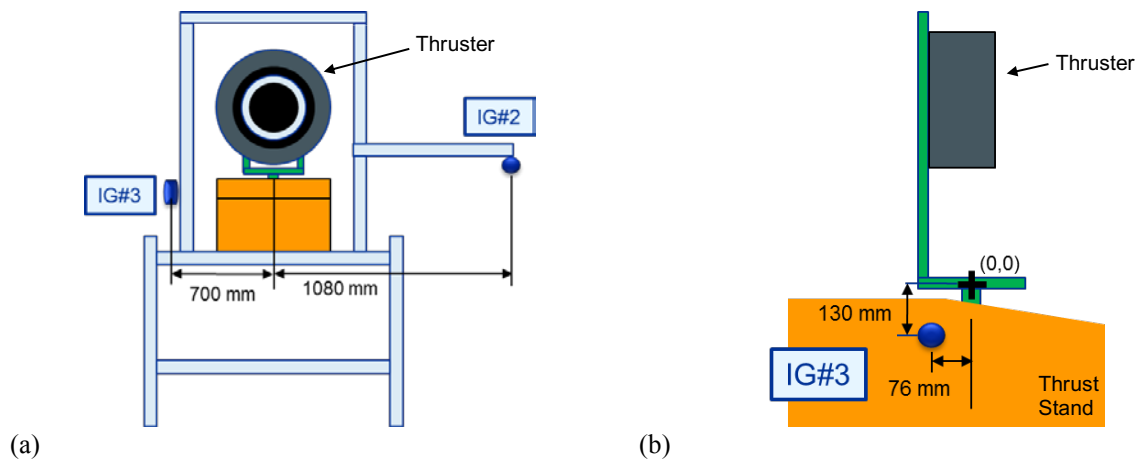 Thruster
IG#2
IG#3
700 mm
1080 mm
(a)
Thruster
(0,0)
130 mm
IG#3
76 mm
Thrust
Stand
(b)